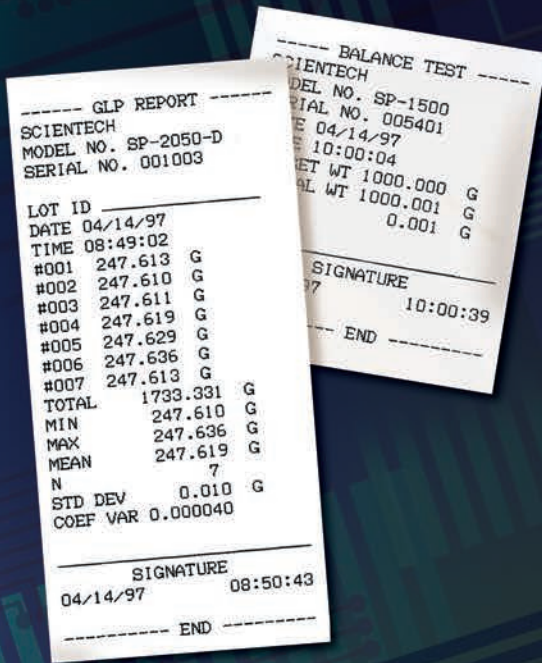 ------ GLP REPORT ------
SCIENTECH
MODEL NO. SP-2050-D
SERIAL NO. 001003
LOT ID
DATE 04/14/97
TIME 08:49:02
#001 247.613 G
#002 247.610 G
#003 247.611 G
#004 247.619 G
#005 247.629 G
#006 247.636 G
#007 247.613 G
TOTAL 1733.331 G
MIN 247.610 G
MAX 247.636 G
MEAN 247.619 G
N 7
STD DEV 0.010 G
COEF VAR 0.000040
SIGNATURE
04/14/97 08:50:43
---------- END ---------
----- BALANCE TEST -----
CIENTECH
DEL NO. SP-1500
RIAL NO. 005401
E 04/14/97
E 10:00:04
ET WT 1000.000 G
AL WT 1000.001 G
0.001 G
SIGNATURE
97 10:00:39
--- END ---------